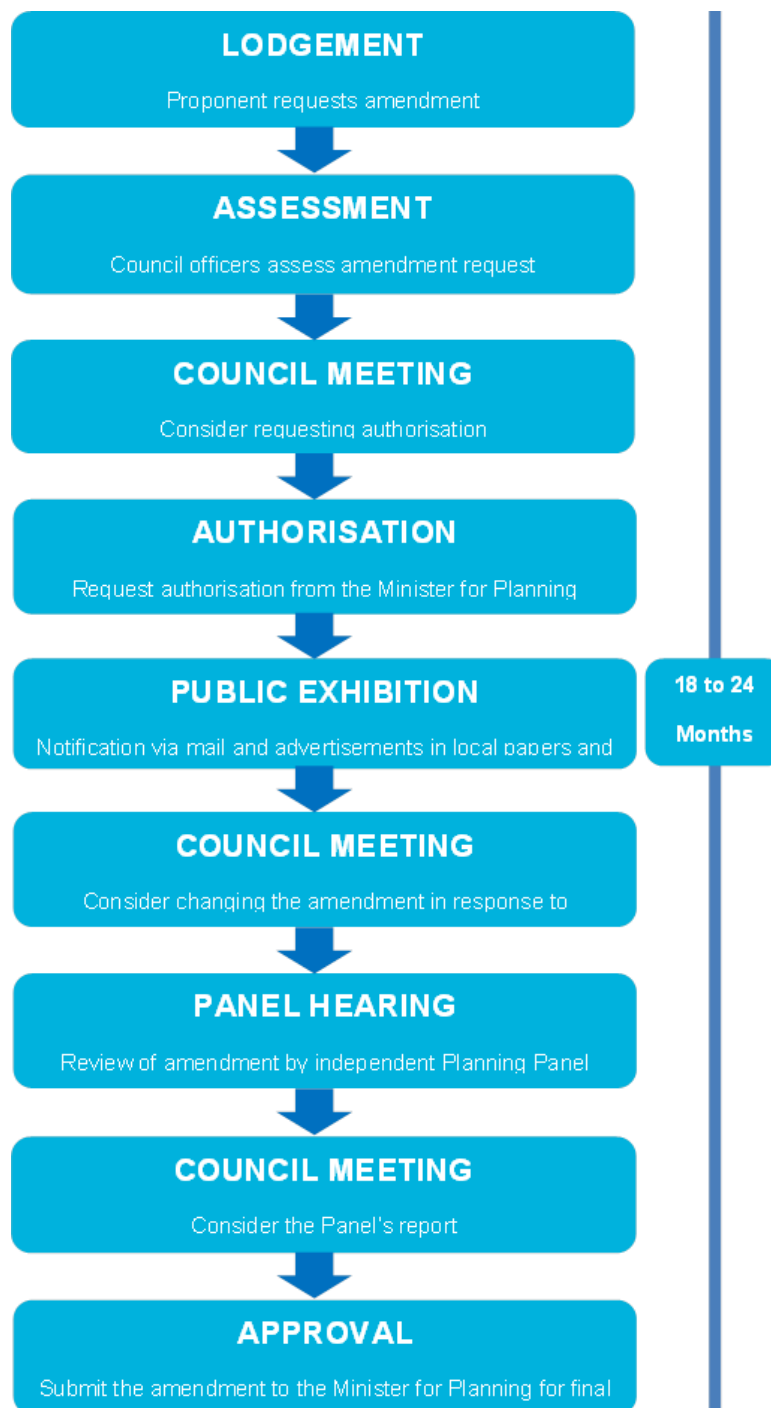 LODGEMENT
Proponent requests amendment
ASSESSMENT
Council officers assess amendment request
COUNCIL MEETING
Consider requesting authorisation
AUTHORISATION
Request authorisation from the Minister for Planning
PUBLIC EXHIBITION
Notification via mail and advertisements in local papers and
18 to 24
Months
COUNCIL MEETING
Consider changing the amendment in response to
PANEL HEARING
Review of amendment by independent Planning Panel
COUNCIL MEETING
Consider the Panel's report
APPROVAL
Submit the amendment to the Minister for Planning for final